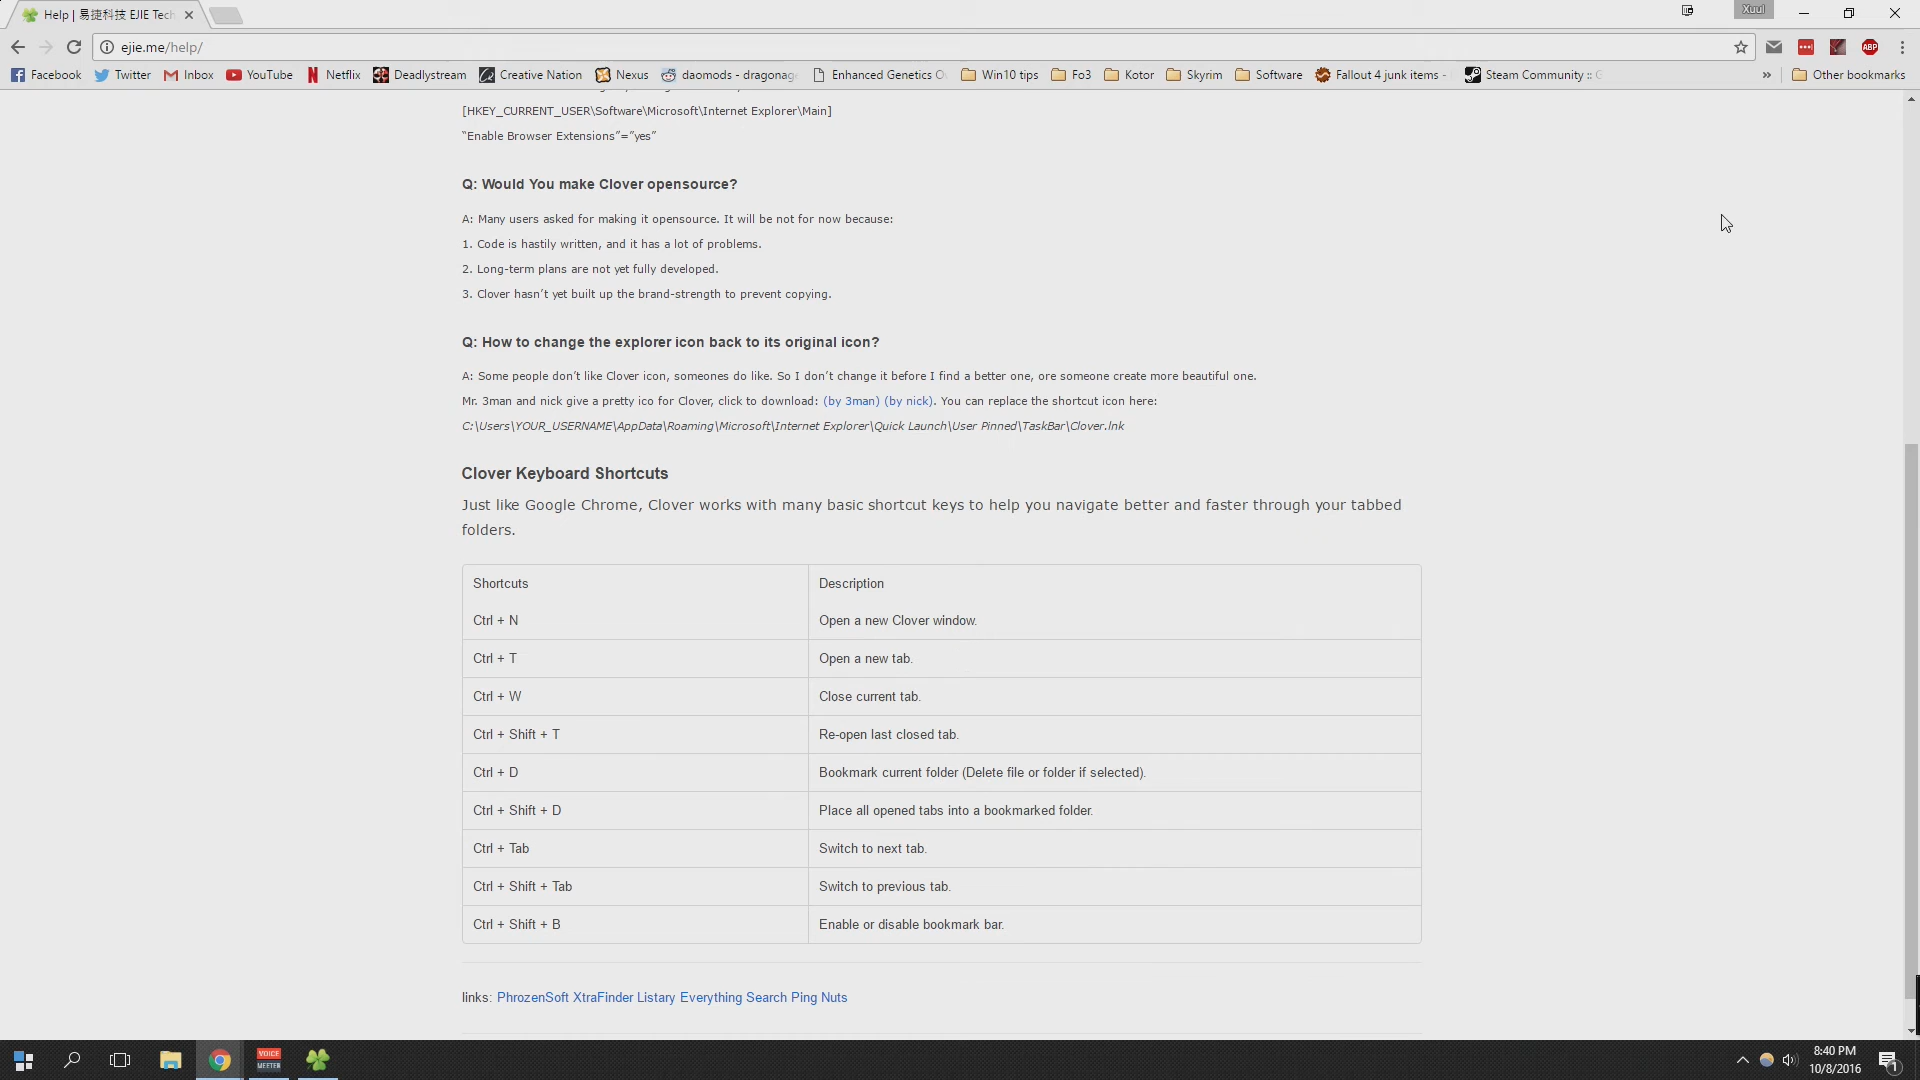 Help | 易捷科技 EJIE Tech
Xuul
ejie.me/help/
ABP
Facebook
Twitter
Inbox
YouTube
Netflix
Deadlystream
Creative Nation
Nexus
daomods - dragonage
Enhanced Genetics O
Win10 tips
Fo3
Kotor
Skyrim
Software
Fallout 4 junk items -
Steam Community ::
»
Other bookmarks
[HKEY_CURRENT_USER\Software\Microsoft\Internet Explorer\Main]
“Enable Browser Extensions”=”yes”
Q: Would You make Clover opensource?
A: Many users asked for making it opensource. It will be not for now because:
1. Code is hastily written, and it has a lot of problems.
2. Long-term plans are not yet fully developed.
3. Clover hasn’t yet built up the brand-strength to prevent copying.
Q: How to change the explorer icon back to its original icon?
A: Some people don’t like Clover icon, someones do like. So I don’t change it before I find a better one, ore someone create more beautiful one.
Mr. 3man and nick give a pretty ico for Clover, click to download: (by 3man) (by nick). You can replace the shortcut icon here:
C:\Users\YOUR_USERNAME\AppData\Roaming\Microsoft\Internet Explorer\Quick Launch\User Pinned\TaskBar\Clover.lnk
Clover Keyboard Shortcuts
Just like Google Chrome, Clover works with many basic shortcut keys to help you navigate better and faster through your tabbed
folders.
Shortcuts Description
Ctrl + N Open a new Clover window.
Ctrl + T Open a new tab.
Ctrl + W Close current tab.
Ctrl + Shift + T Re-open last closed tab.
Ctrl + D Bookmark current folder (Delete file or folder if selected).
Ctrl + Shift + D Place all opened tabs into a bookmarked folder.
Ctrl + Tab Switch to next tab.
Ctrl + Shift + Tab Switch to previous tab.
Ctrl + Shift + B Enable or disable bookmark bar.
links: PhrozenSoft XtraFinder Listary Everything Search Ping Nuts
VOICE
MEETER
8:40 PM
10/8/2016
1